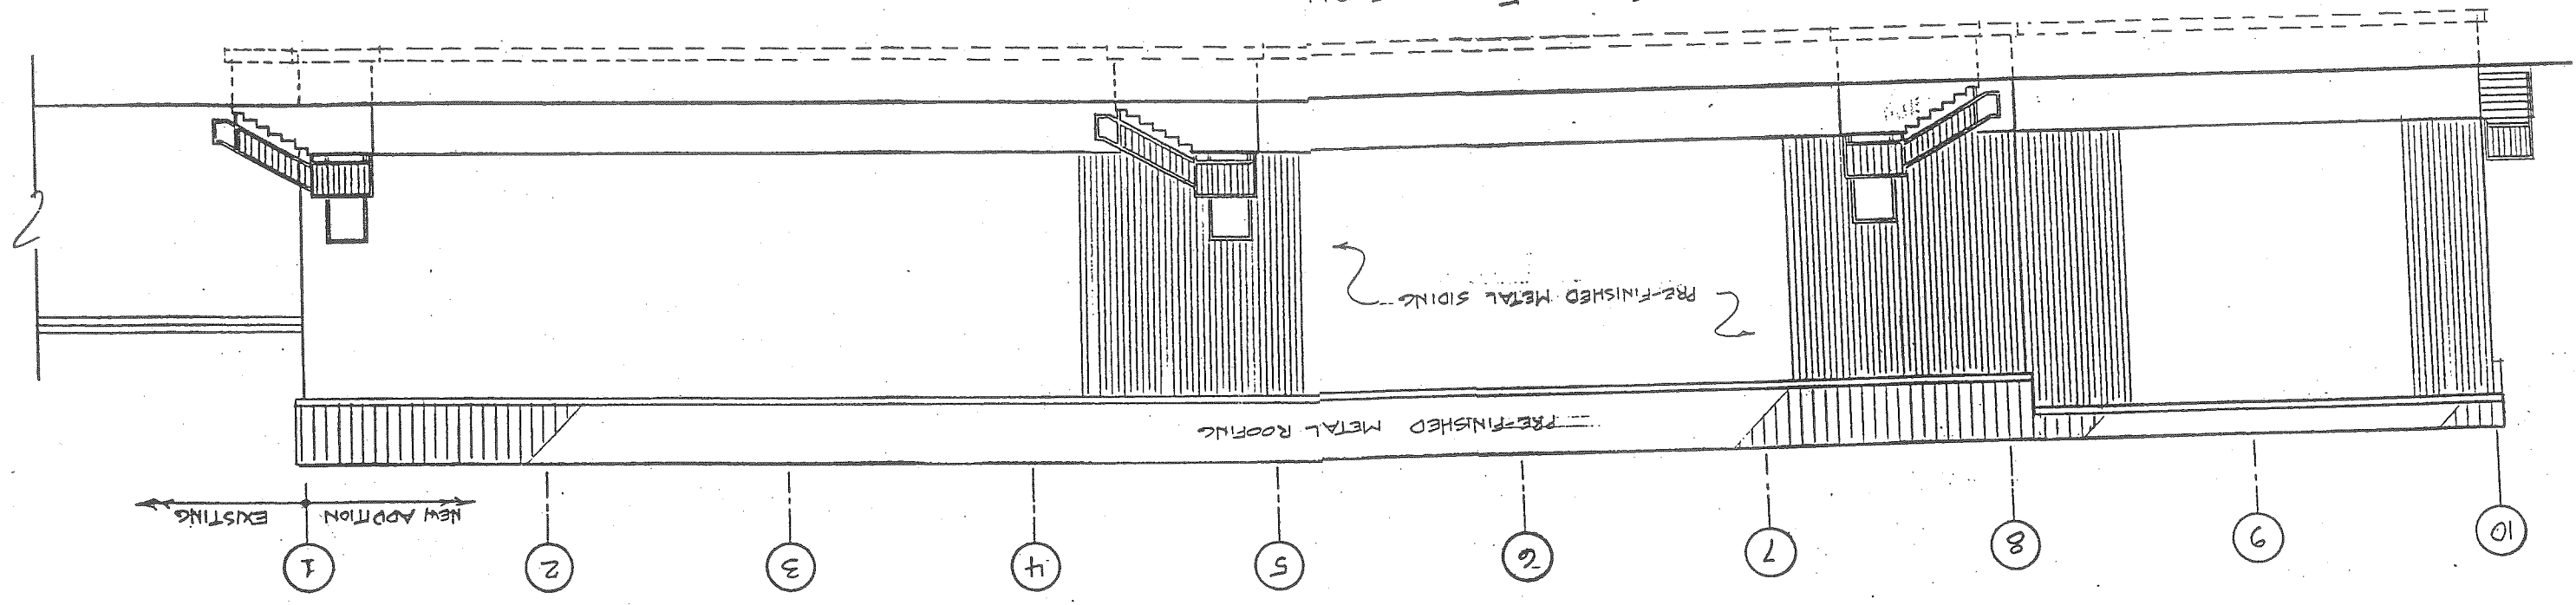 10 9 8 7 6 5 4 3 2 1
NEW ADDITION EXISTING
PRE-FINISHED METAL ROOFING
PRE-FINISHED METAL SIDING